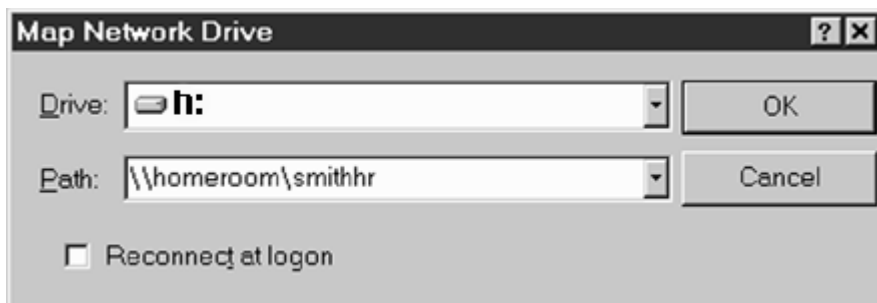 Map Network Drive
Drive: h: OK
Path: \\homeroom\smithhr Cancel
Reconnect at logon